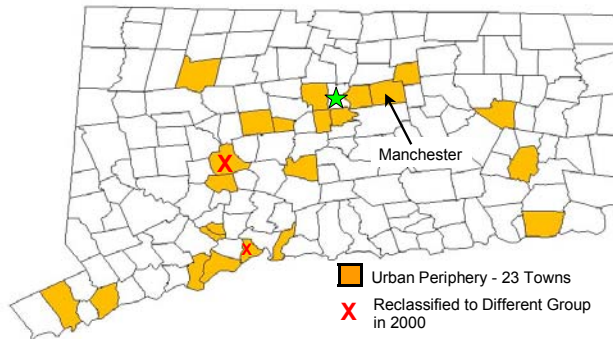 X
Manchester
X
Urban Periphery - 23 Towns
X Reclassified to Different Group
in 2000